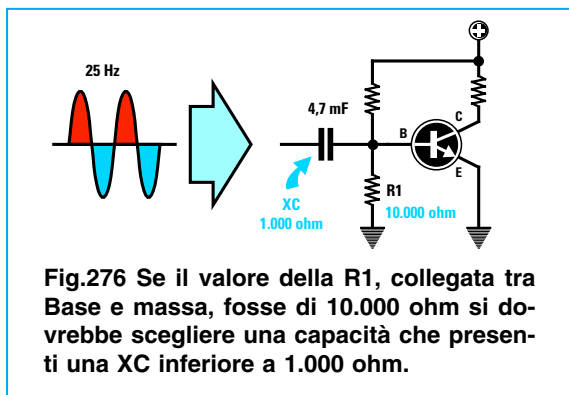 25 Hz
4,7 mF
C
B
E
R1
10.000 ohm
XC
1.000 ohm
Fig.276 Se il valore della R1, collegata tra
Base e massa, fosse di 10.000 ohm si do-
vrebbe scegliere una capacità che presen-
ti una XC inferiore a 1.000 ohm.